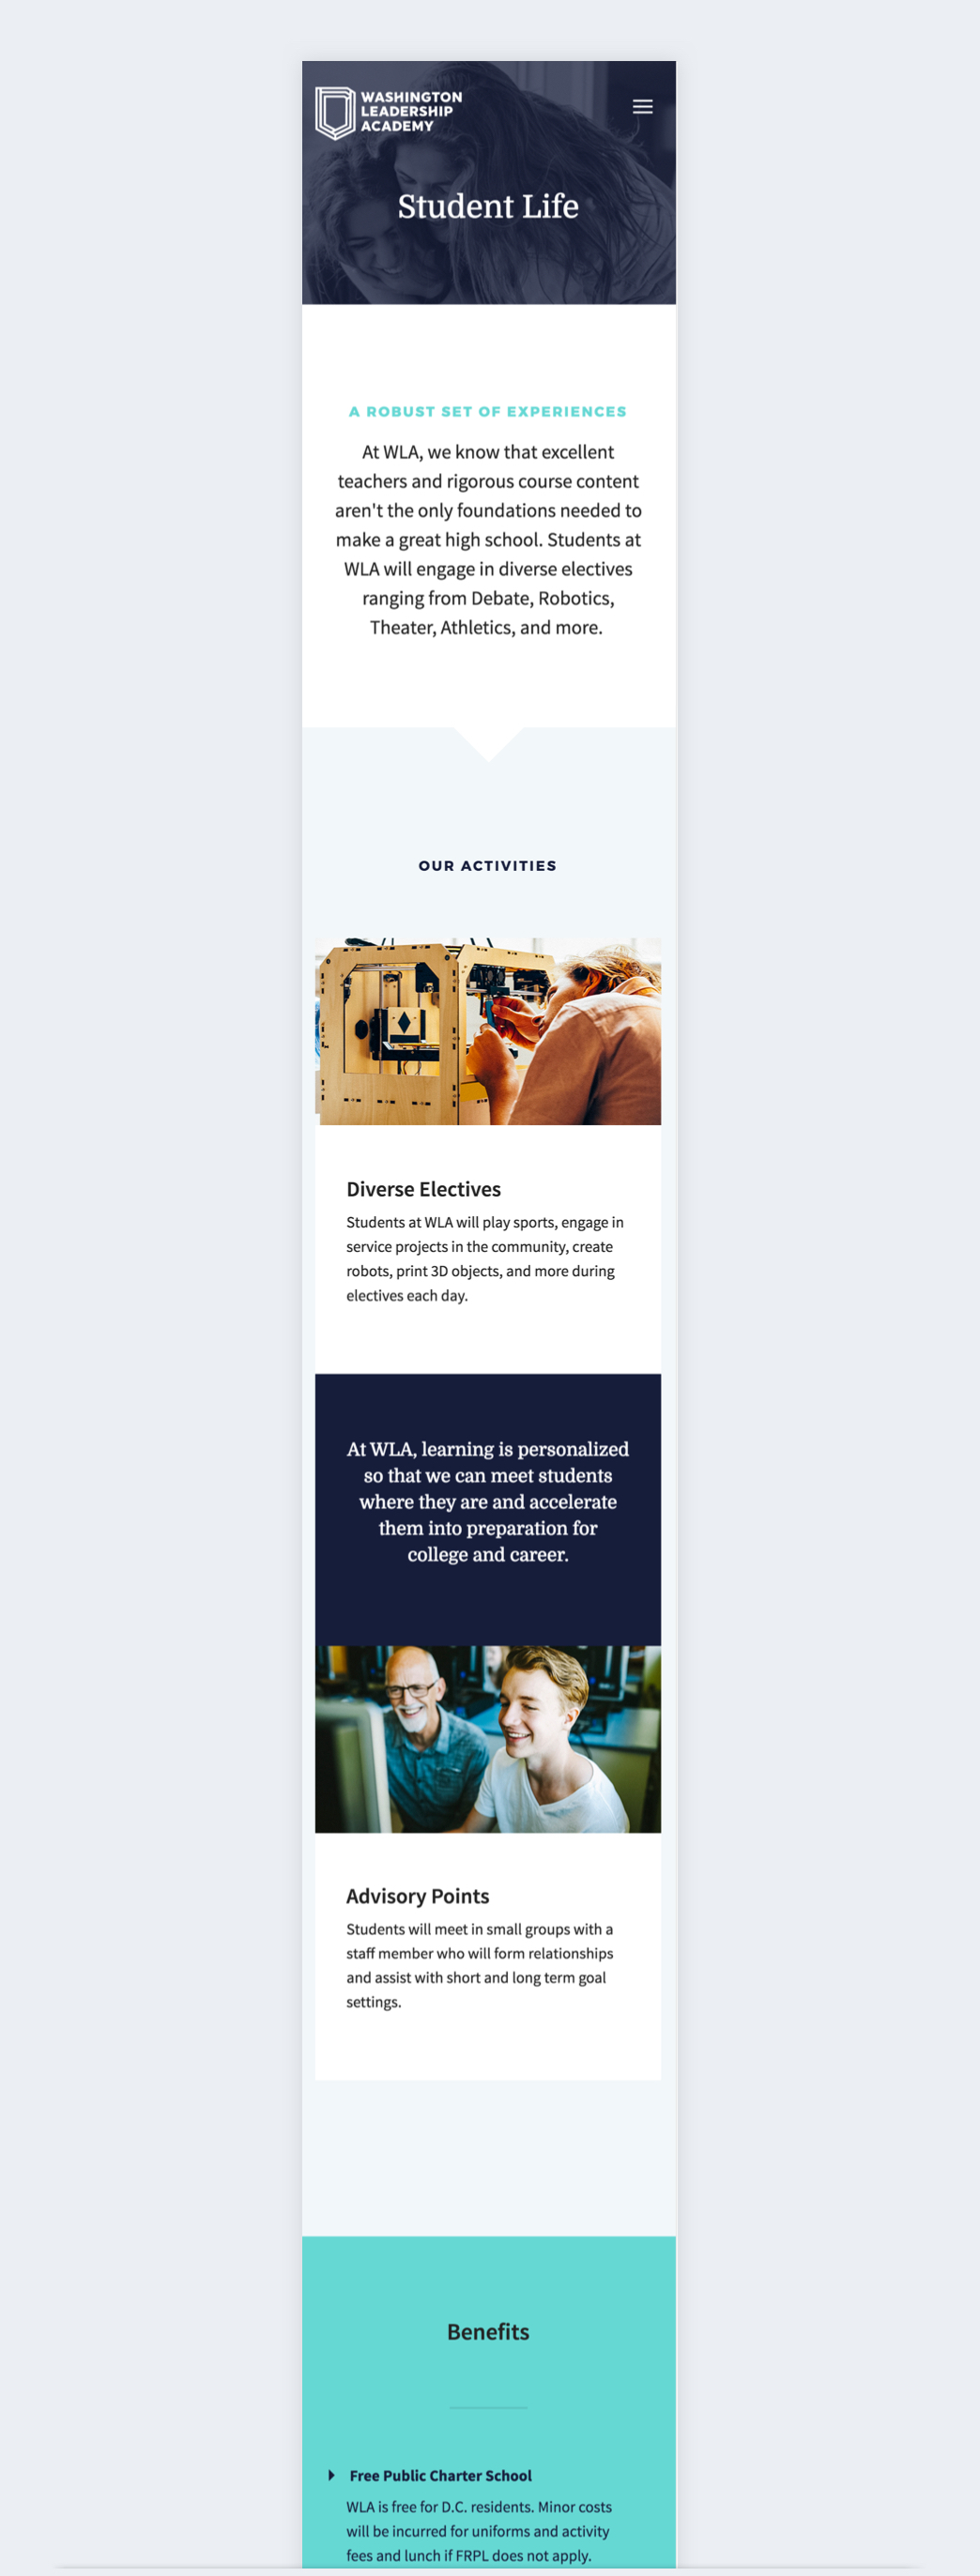 WASHINGTON
LEADERSHIP
ACADEMY
Student Life
A ROBUST SET OF EXPERIENCES
At WLA, we know that excellent
teachers and rigorous course content
aren't the only foundations needed to
make a great high school. Students at
WLA will engage in diverse electives
ranging from Debate, Robotics,
Theater, Athletics, and more.
OUR ACTIVITIES
Diverse Electives
Students at WLA will play sports, engage in
service projects in the community, create
robots, print 3D objects, and more during
electives each day.
At WLA, learning is personalized
so that we can meet students
where they are and accelerate
them into preparation for
college and career.
Advisory Points
Students will meet in small groups with a
staff member who will form relationships
and assist with short and long term goal
settings.
Benefits
Free Public Charter School
WLA is free for D.C. residents. Minor costs
will be incurred for uniforms and activity
fees and lunch if FRPL does not apply.